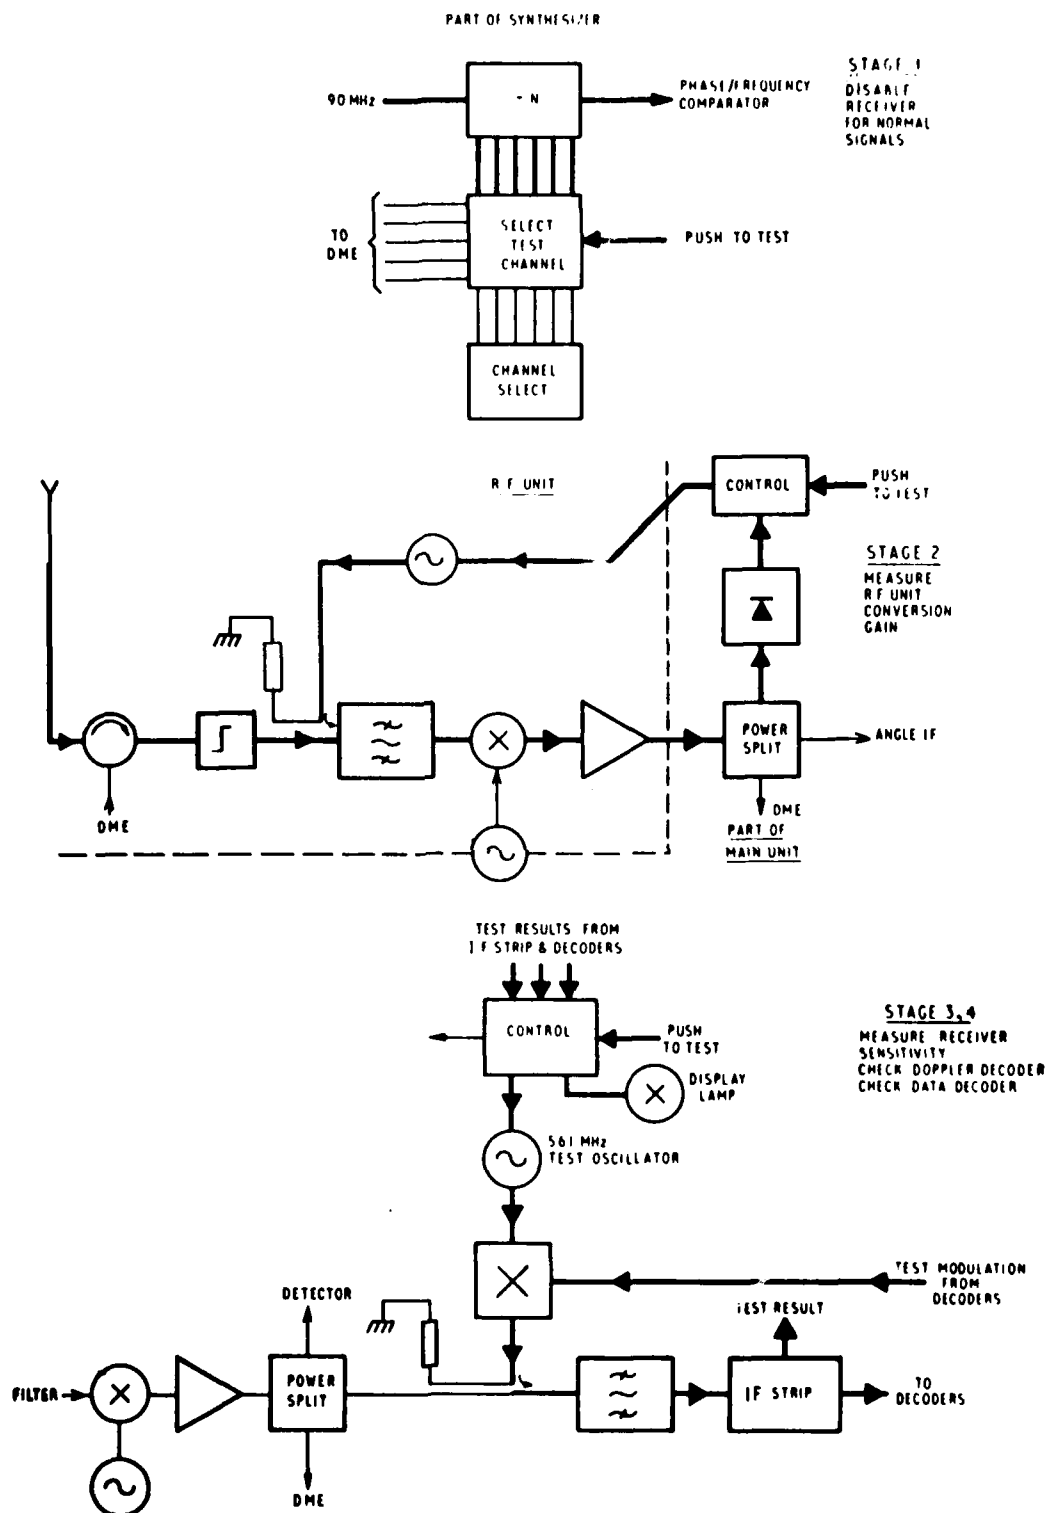 PART OF SYNTHESIZER
STAGE 1
DISABLE
RECEIVER
FOR NORMAL
SIGNALS
90 MHz
- N
PHASE/FREQUENCY
COMPARATOR
TO
DME
SELECT
TEST
CHANNEL
PUSH TO TEST
CHANNEL
SELECT
R F UNIT
CONTROL
PUSH
TO TEST
STAGE 2
MEASURE
R F UNIT
CONVERSION
GAIN
POWER
SPLIT
ANGLE IF
DME
DME
PART OF
MAIN UNIT
TEST RESULTS FROM
I F STRIP & DECODERS
CONTROL
PUSH
TO TEST
STAGE 3,4
MEASURE RECEIVER
SENSITIVITY
CHECK DOPPLER DECODER
CHECK DATA DECODER
DISPLAY
LAMP
561 MHz
TEST OSCILLATOR
TEST MODULATION
FROM
DECODERS
DETECTOR
TEST RESULT
FILTER
POWER
SPLIT
IF STRIP
TO
DECODERS
DME